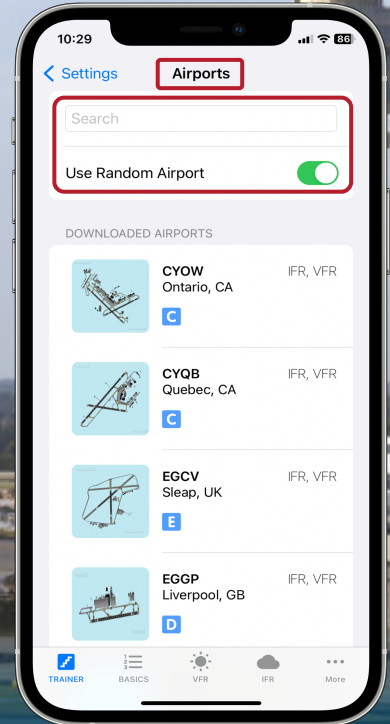 10:29
86
Settings
Airports
Search
Use Random Airport
DOWNLOADED AIRPORTS
CYOW
IFR, VFR
Ontario, CA
C
CYQB
IFR, VFR
Quebec, CA
C
EGCV
IFR, VFR
Sleap, UK
E
EGGP
IFR, VFR
Liverpool, GB
D
TRAINER
BASICS
VFR
IFR
More